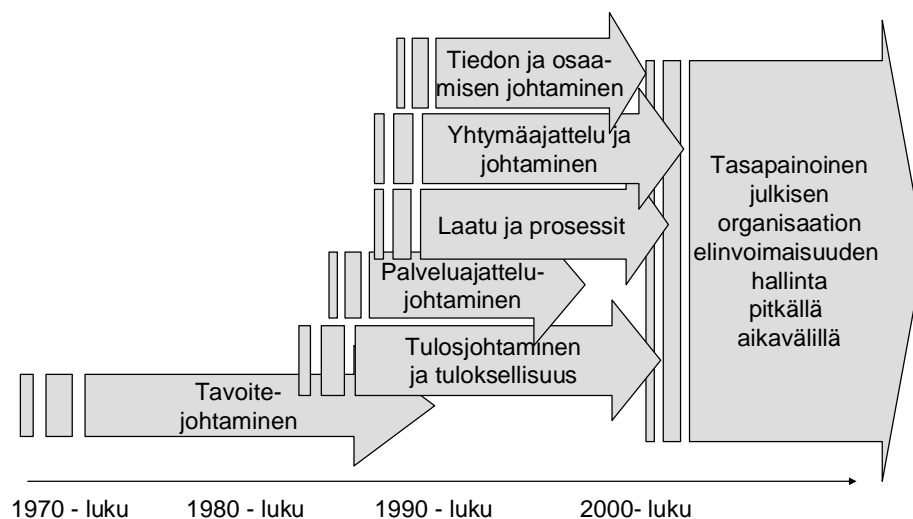 Tiedon ja osaa-
misen johtaminen
Yhtymäajattelu ja
johtaminen
Laatu ja prosessit
Palveluajattelu-
johtaminen
Tulosjohtaminen
ja tuloksellisuus
Tavoite-
johtaminen
Tasapainoinen
julkisen
organisaation
elinvoimaisuuden
hallinta
pitkällä
aikavälillä
1970 - luku 1980 - luku 1990 - luku 2000- luku